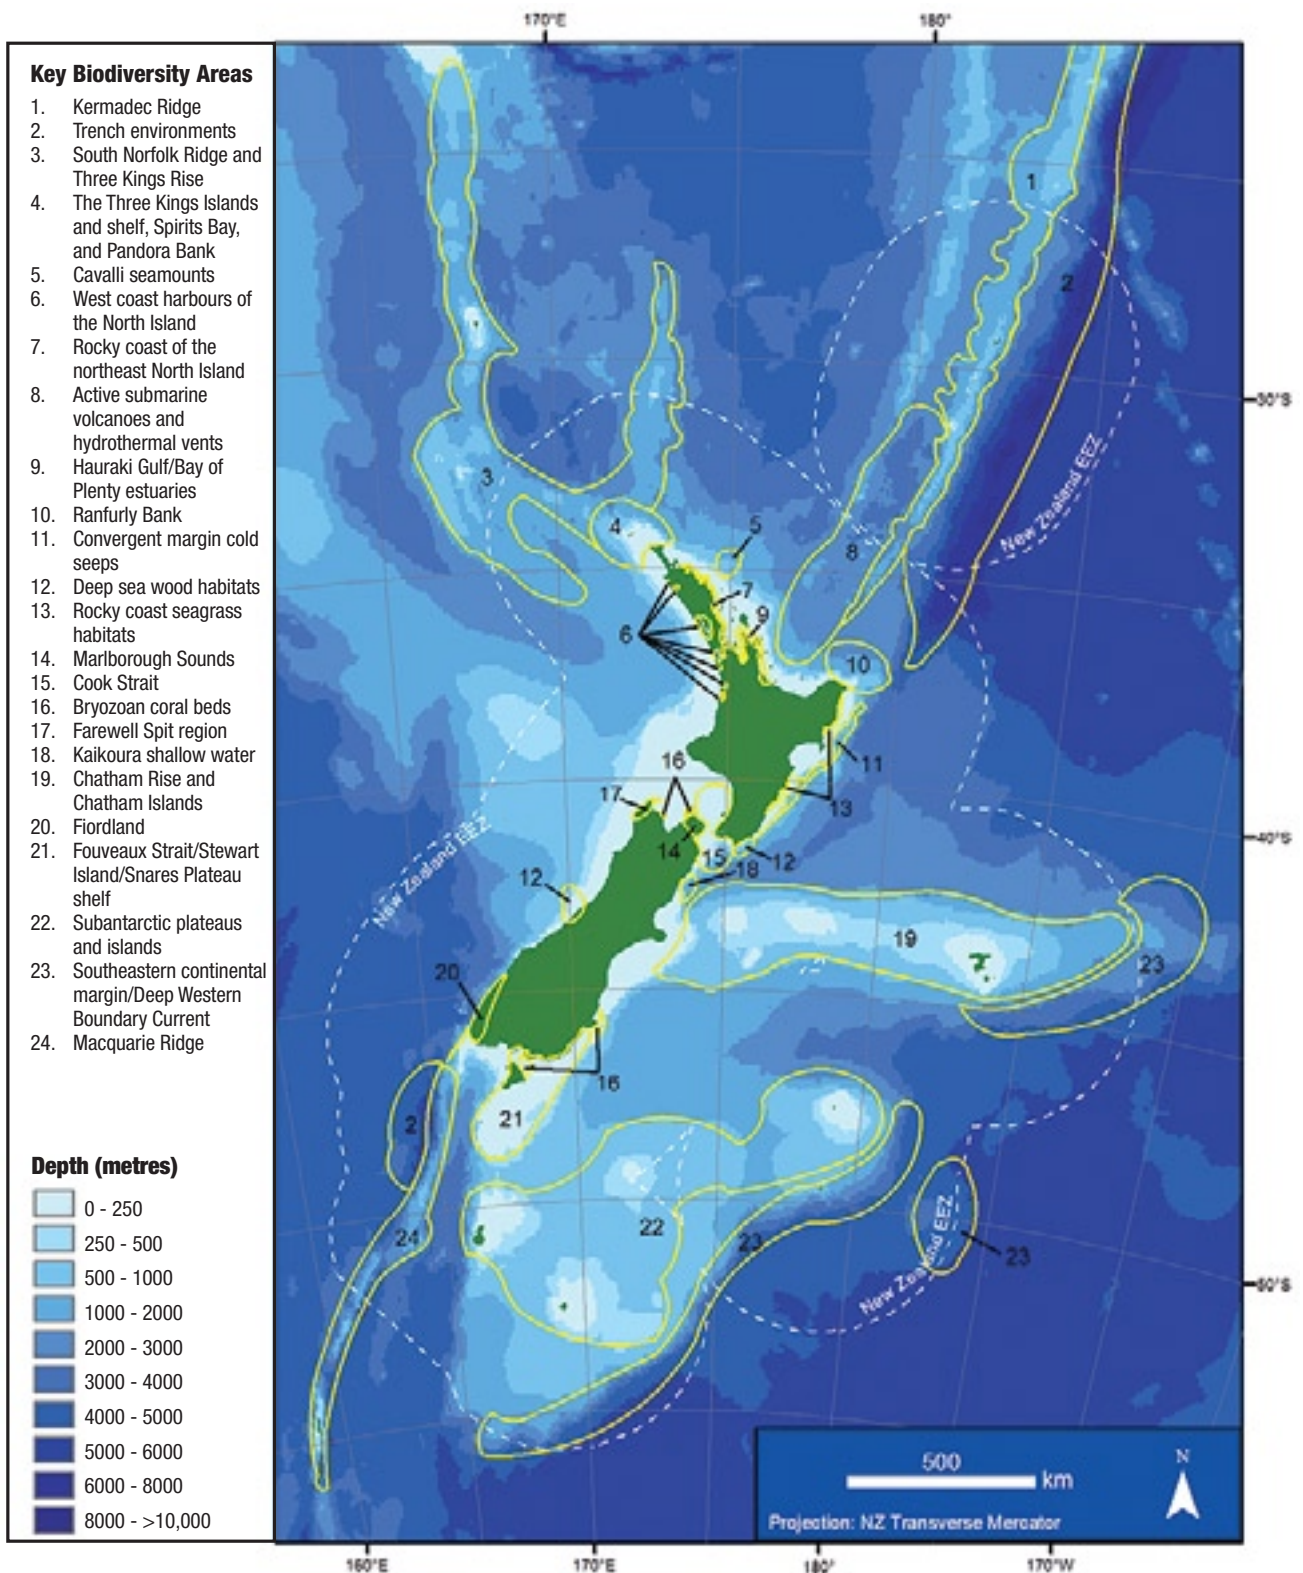 170°E
180°
Key Biodiversity Areas
1. Kermadec Ridge
2. Trench environments
3. South Norfolk Ridge and
Three Kings Rise
4. The Three Kings Islands
and shelf, Spirits Bay,
and Pandora Bank
5. Cavalli seamounts
6. West coast harbours of
the North Island
7. Rocky coast of the
northeast North Island
8. Active submarine
volcanoes and
hydrothermal vents
9. Hauraki Gulf/Bay of
Plenty estuaries
10. Ranfurly Bank
11. Convergent margin cold
seeps
12. Deep sea wood habitats
13. Rocky coast seagrass
habitats
14. Marlborough Sounds
15. Cook Strait
16. Bryozoan coral beds
17. Farewell Spit region
18. Kaikoura shallow water
19. Chatham Rise and
Chatham Islands
20. Fiordland
21. Fouveaux Strait/Stewart
Island/Snares Plateau
shelf
22. Subantarctic plateaus
and islands
23. Southeastern continental
margin/Deep Western
Boundary Current
24. Macquarie Ridge
Depth (metres)
0 - 250
250 - 500
500 - 1000
1000 - 2000
2000 - 3000
3000 - 4000
4000 - 5000
5000 - 6000
6000 - 8000
8000 - >10,000
1
2
30°S
3
New Zealand EEZ
4
5
8
7
9
6
10
11
16
17
13
40°S
14
15
12
18
New Zealand EEZ
12
19
23
20
16
21
2
22
24
23
New Zealand EEZ
23
500
km
N
Projection: NZ Transverse Mercator
160°E
170°E
180°
170°W